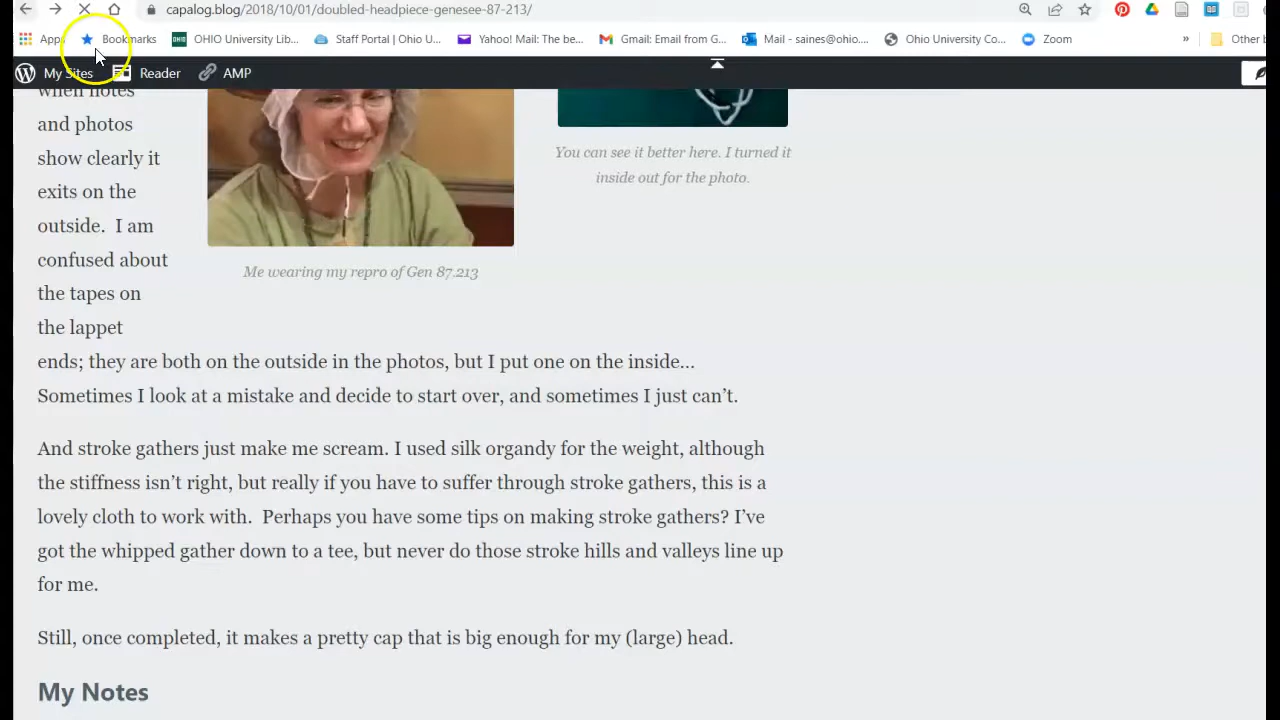 capalog.blog/2018/10/01/doubled-headpiece-genesee-87-213/
Apps Bookmarks OHIO University Lib... Staff Portal | Ohio U... Yahoo! Mail: The be... Gmail: Email from G... Mail - saines@ohio.... Ohio University Co... Zoom » Other b
My Sites Reader AMP
when notes
and photos
show clearly it
exits on the
outside. I am
confused about
the tapes on
the lappet
ends; they are both on the outside in the photos, but I put one on the inside…
Sometimes I look at a mistake and decide to start over, and sometimes I just can’t.
Me wearing my repro of Gen 87.213
You can see it better here. I turned it
inside out for the photo.
And stroke gathers just make me scream. I used silk organdy for the weight, although
the stiffness isn’t right, but really if you have to suffer through stroke gathers, this is a
lovely cloth to work with. Perhaps you have some tips on making stroke gathers? I’ve
got the whipped gather down to a tee, but never do those stroke hills and valleys line up
for me.
Still, once completed, it makes a pretty cap that is big enough for my (large) head.
My Notes